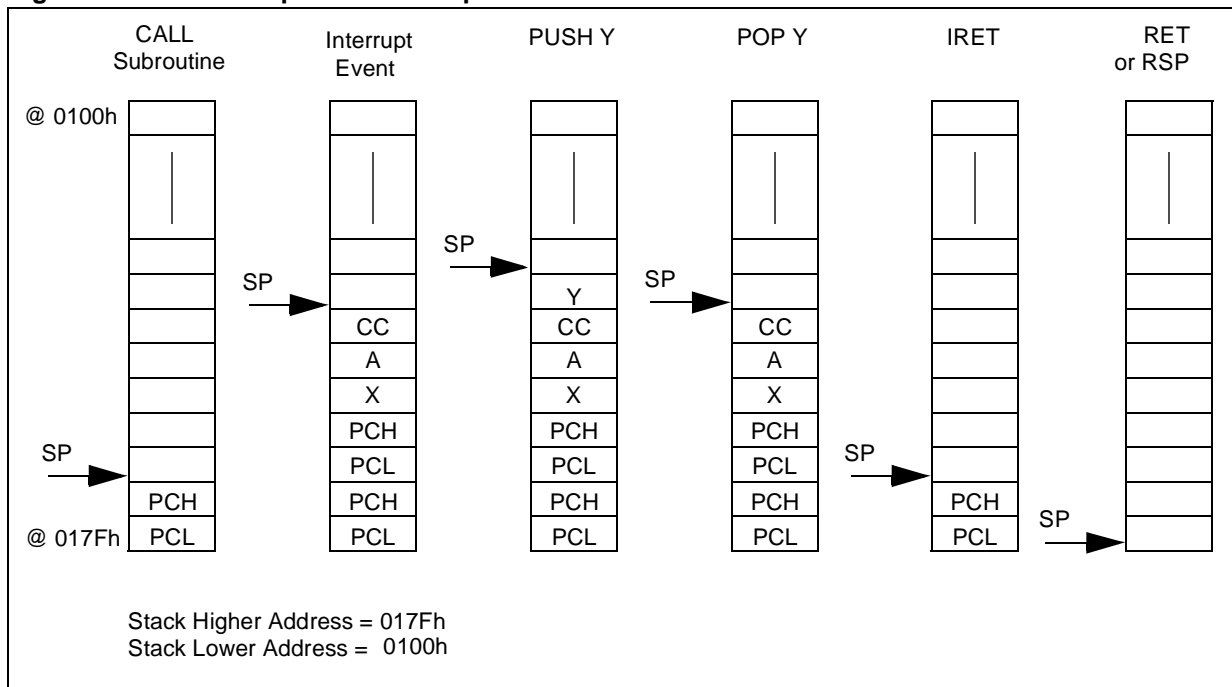 CALL
Subroutine
Interrupt
Event
PUSH Y
POP Y
IRET
RET
or RSP
@ 0100h
SP
SP
SP
Y
CC
CC
CC
A
A
A
X
X
X
PCH
PCH
PCH
SP
SP
PCL
PCL
PCL
PCH
PCH
PCH
PCH
PCH
SP
@ 017Fh
PCL
PCL
PCL
PCL
PCL
Stack Higher Address = 017Fh
Stack Lower Address = 0100h